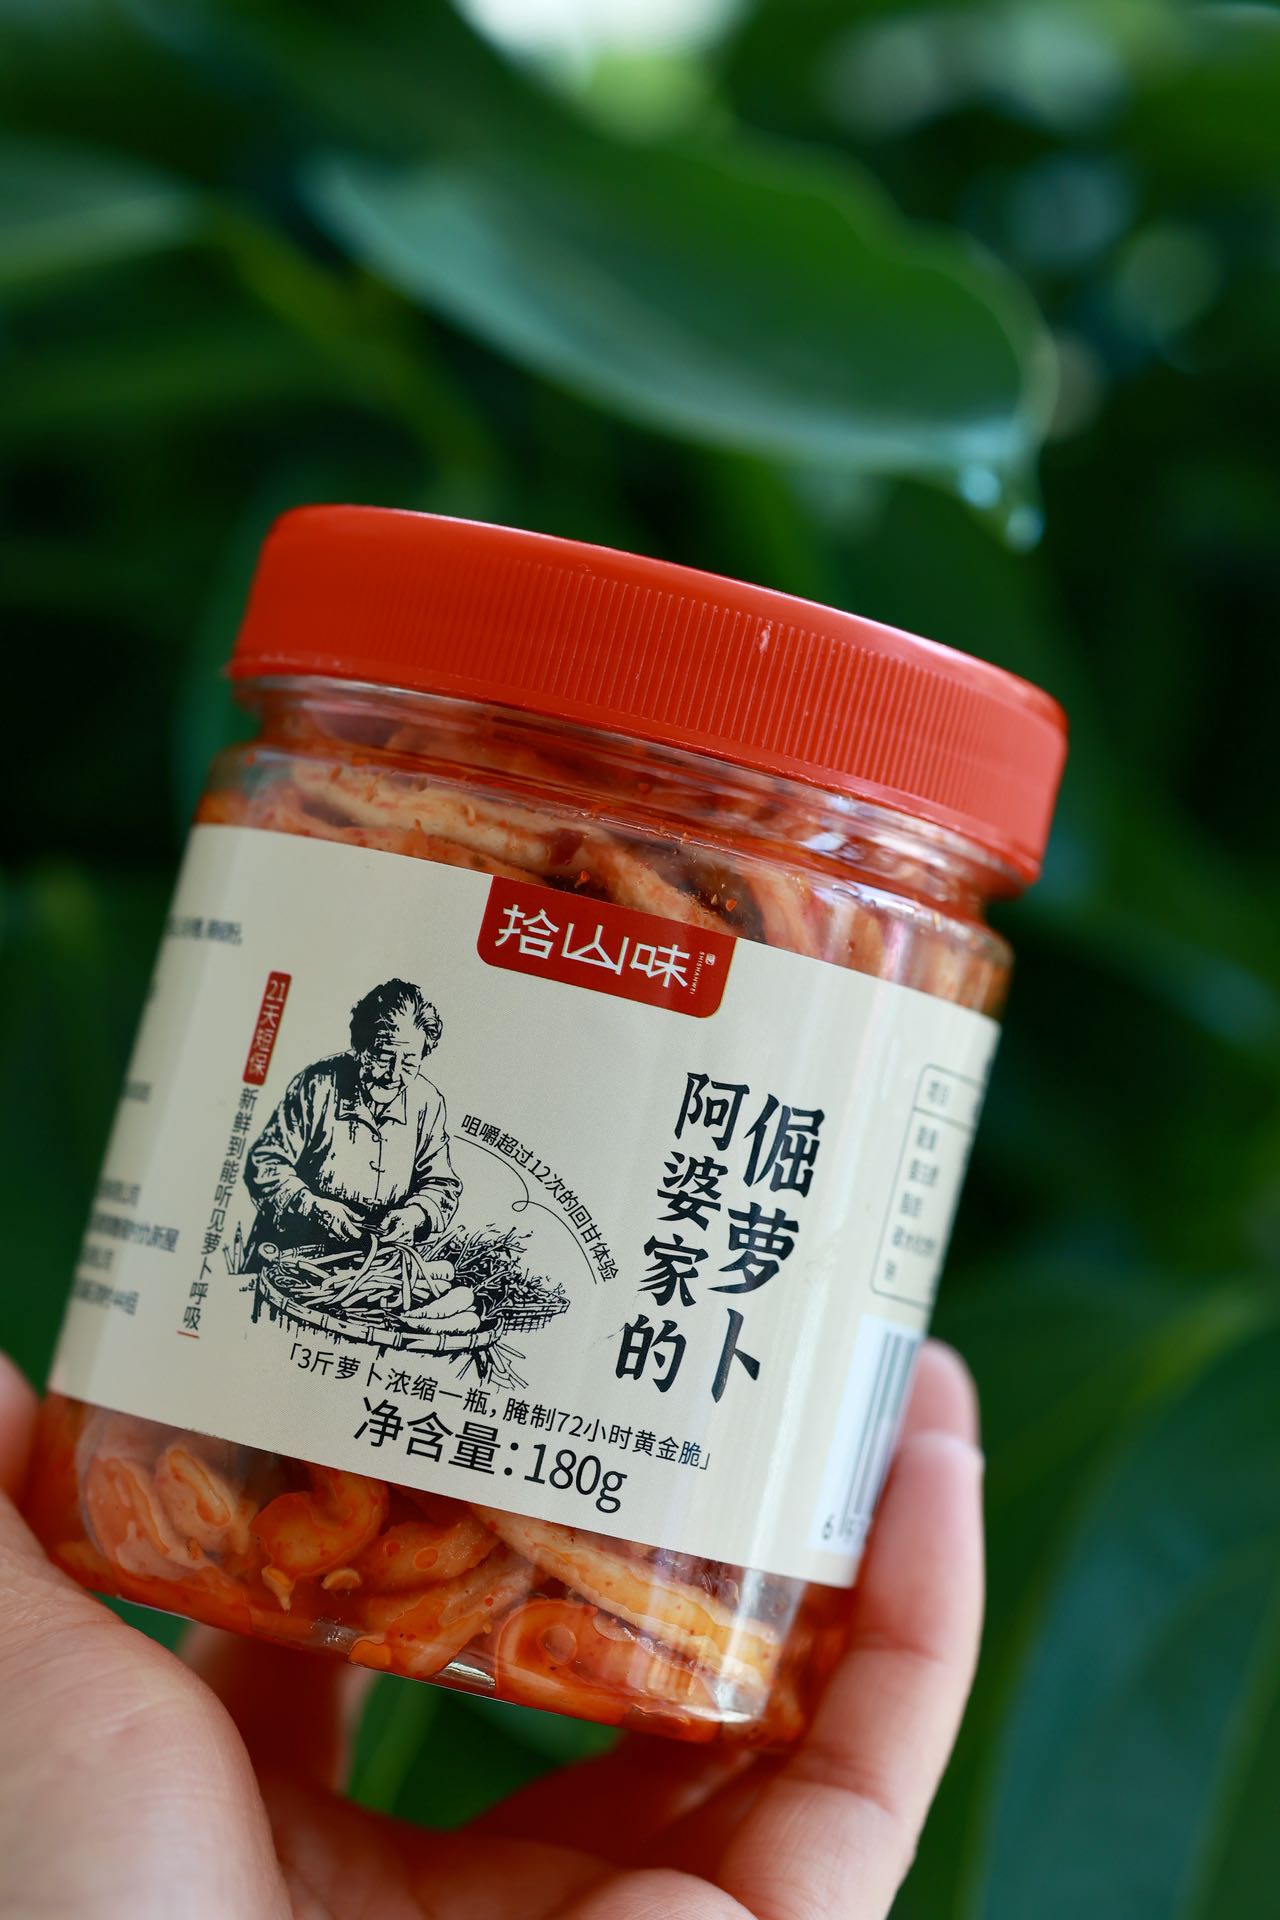 拾山味
SHISHANWEI
21天短保
新鲜到能听见萝卜呼吸
咀嚼超过12次的回甘体验
阿婆家的
倔萝卜
「3斤萝卜浓缩一瓶，腌制72小时黄金脆」
净含量：180g
6